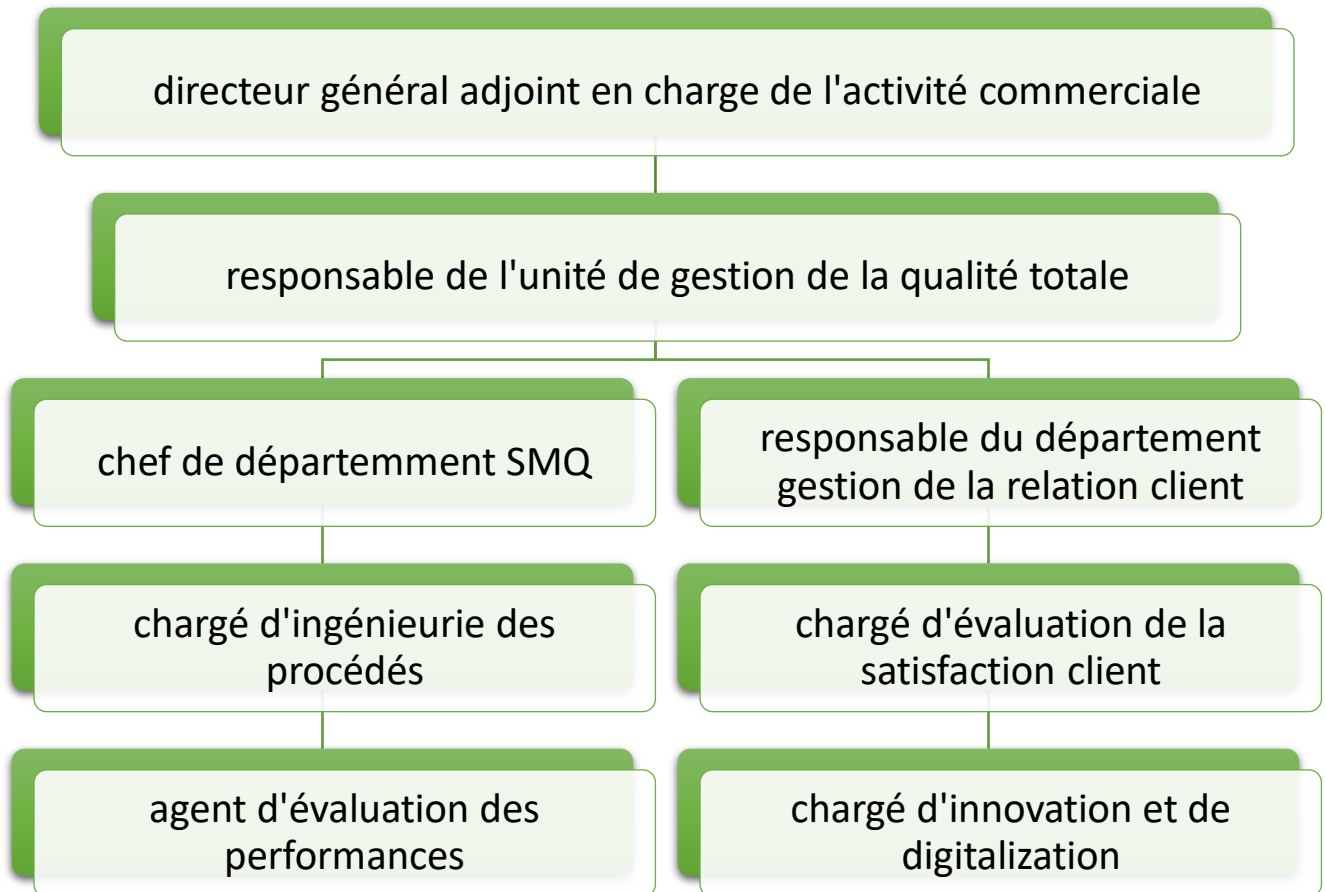 directeur général adjoint en charge de l'activité commerciale
responsable de l'unité de gestion de la qualité totale
chef de départemment SMQ
responsable du département
gestion de la relation client
chargé d'ingénieurie des
procédés
chargé d'évaluation de la
satisfaction client
agent d'évaluation des
performances
chargé d'innovation et de
digitalization